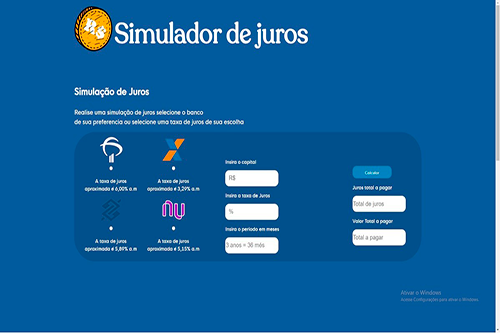 R$ Simulador de juros
Simulação de Juros
Realise uma simulação de juros selecione o banco
de sua preferencia ou selecione uma taxa de juros de sua escolha
A taxa de juros
aproximada é 6,00% a.m
A taxa de juros
aproximada é 3,29% a.m
nu
A taxa de juros
aproximada é 5,89% a.m
A taxa de juros
aproximada é 5,15% a.m
Insira o capital
R$
Insira a taxa de Juros
%
Insira o periodo em meses
3 anos = 36 mês
Calcular
Juros total a pagar
Total de juros
Valor Total a pagar
Total a pagar
Ativar o Windows
Acesse Configurações para ativar o Windows.